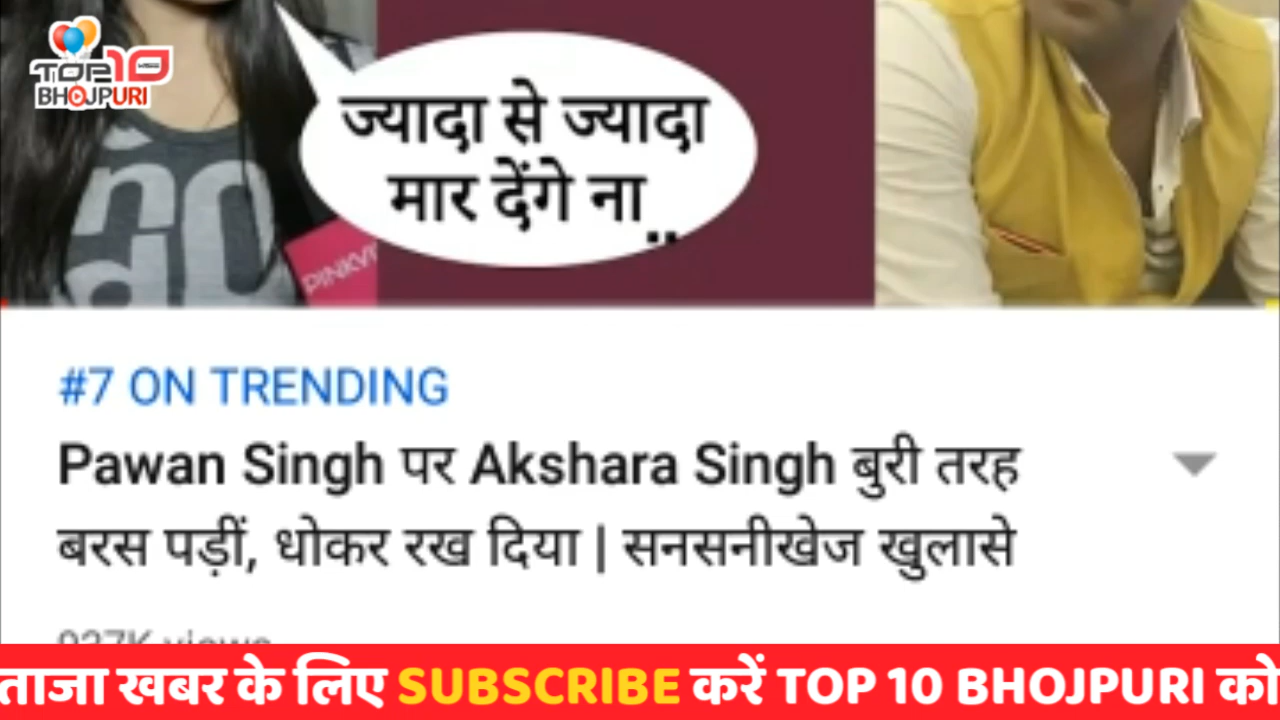 TOP 10
BHOJPURI
ज्यादा से ज्यादा
मार देंगे ना..
#7 ON TRENDING
Pawan Singh पर Akshara Singh बुरी तरह
बरस पड़ीं, धोकर रख दिया | सनसनीखेज खुलासे
ताजा खबर के लिए SUBSCRIBE करें TOP 10 BHOJPURI को